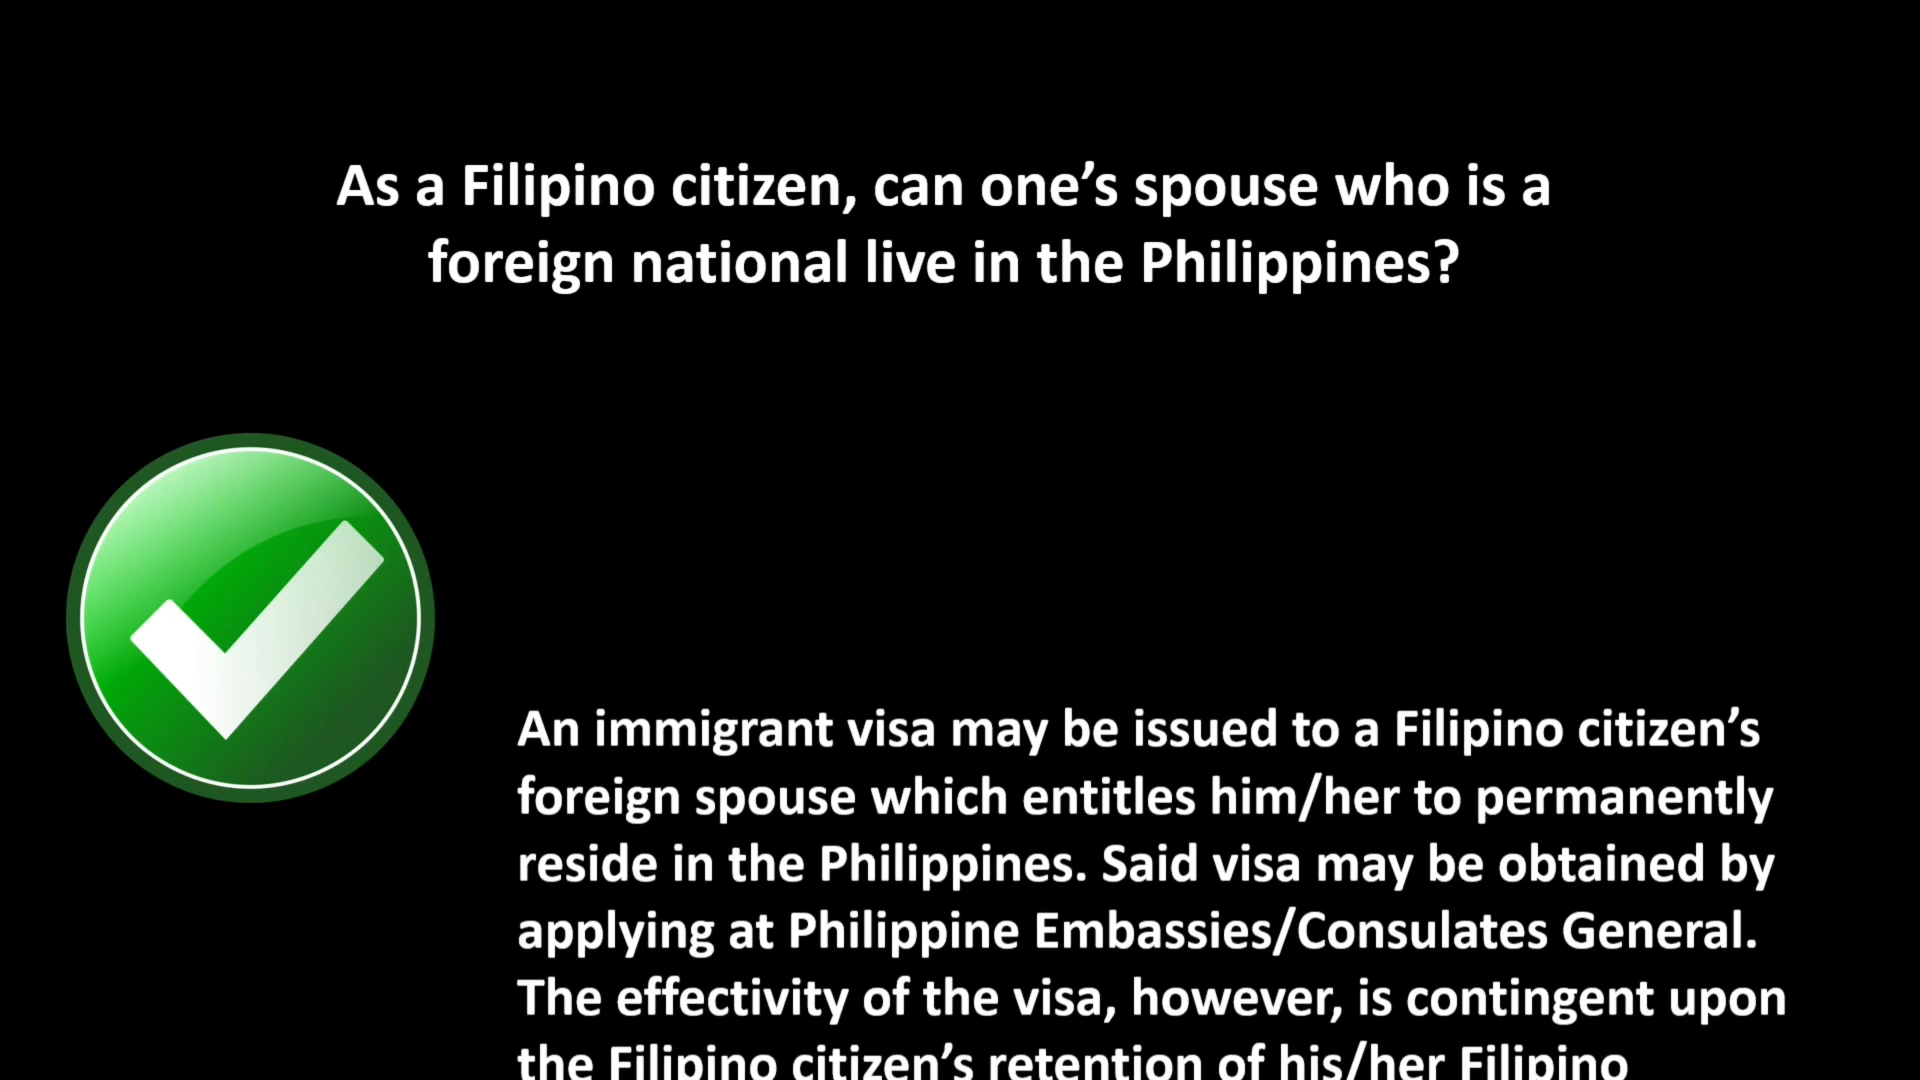 As a Filipino citizen, can one’s spouse who is a
foreign national live in the Philippines?
An immigrant visa may be issued to a Filipino citizen’s
foreign spouse which entitles him/her to permanently
reside in the Philippines. Said visa may be obtained by
applying at Philippine Embassies/Consulates General.
The effectivity of the visa, however, is contingent upon
the Filipino citizen’s retention of his/her Filipino